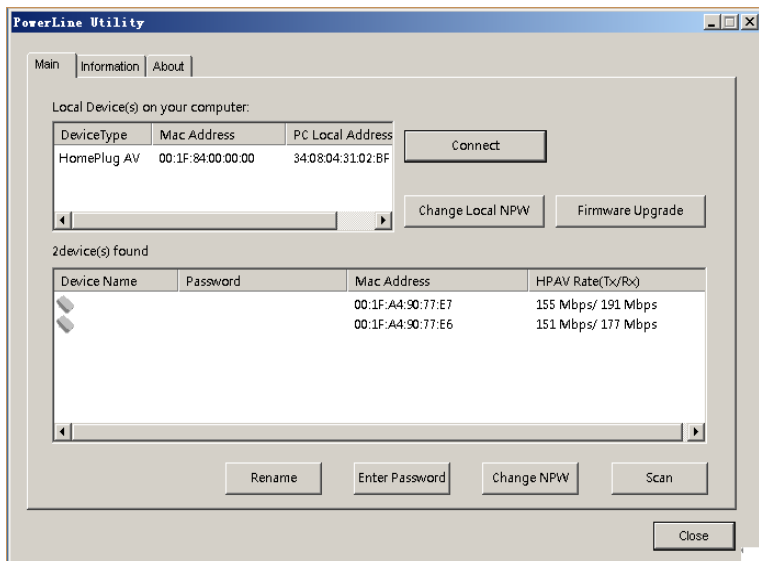 PowerLine Utility
Main Information About
Local Device(s) on your computer:
DeviceType Mac Address PC Local Address
HomePlug AV 00:1F:84:00:00:00 34:08:04:31:02:BF
Connect
Change Local NPW Firmware Upgrade
2device(s) found
Device Name Password Mac Address HPAV Rate(Tx/Rx)
00:1F:A4:90:77:E7 155 Mbps/ 191 Mbps
00:1F:A4:90:77:E6 151 Mbps/ 177 Mbps
Rename Enter Password Change NPW Scan
Close